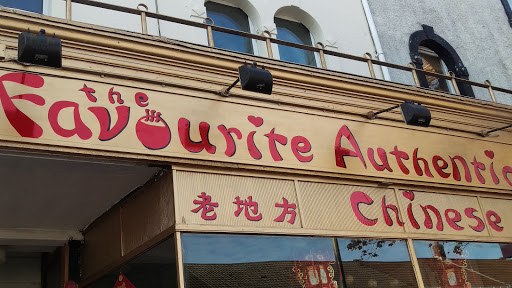 the
Favourite Authentic
老地方 Chinese